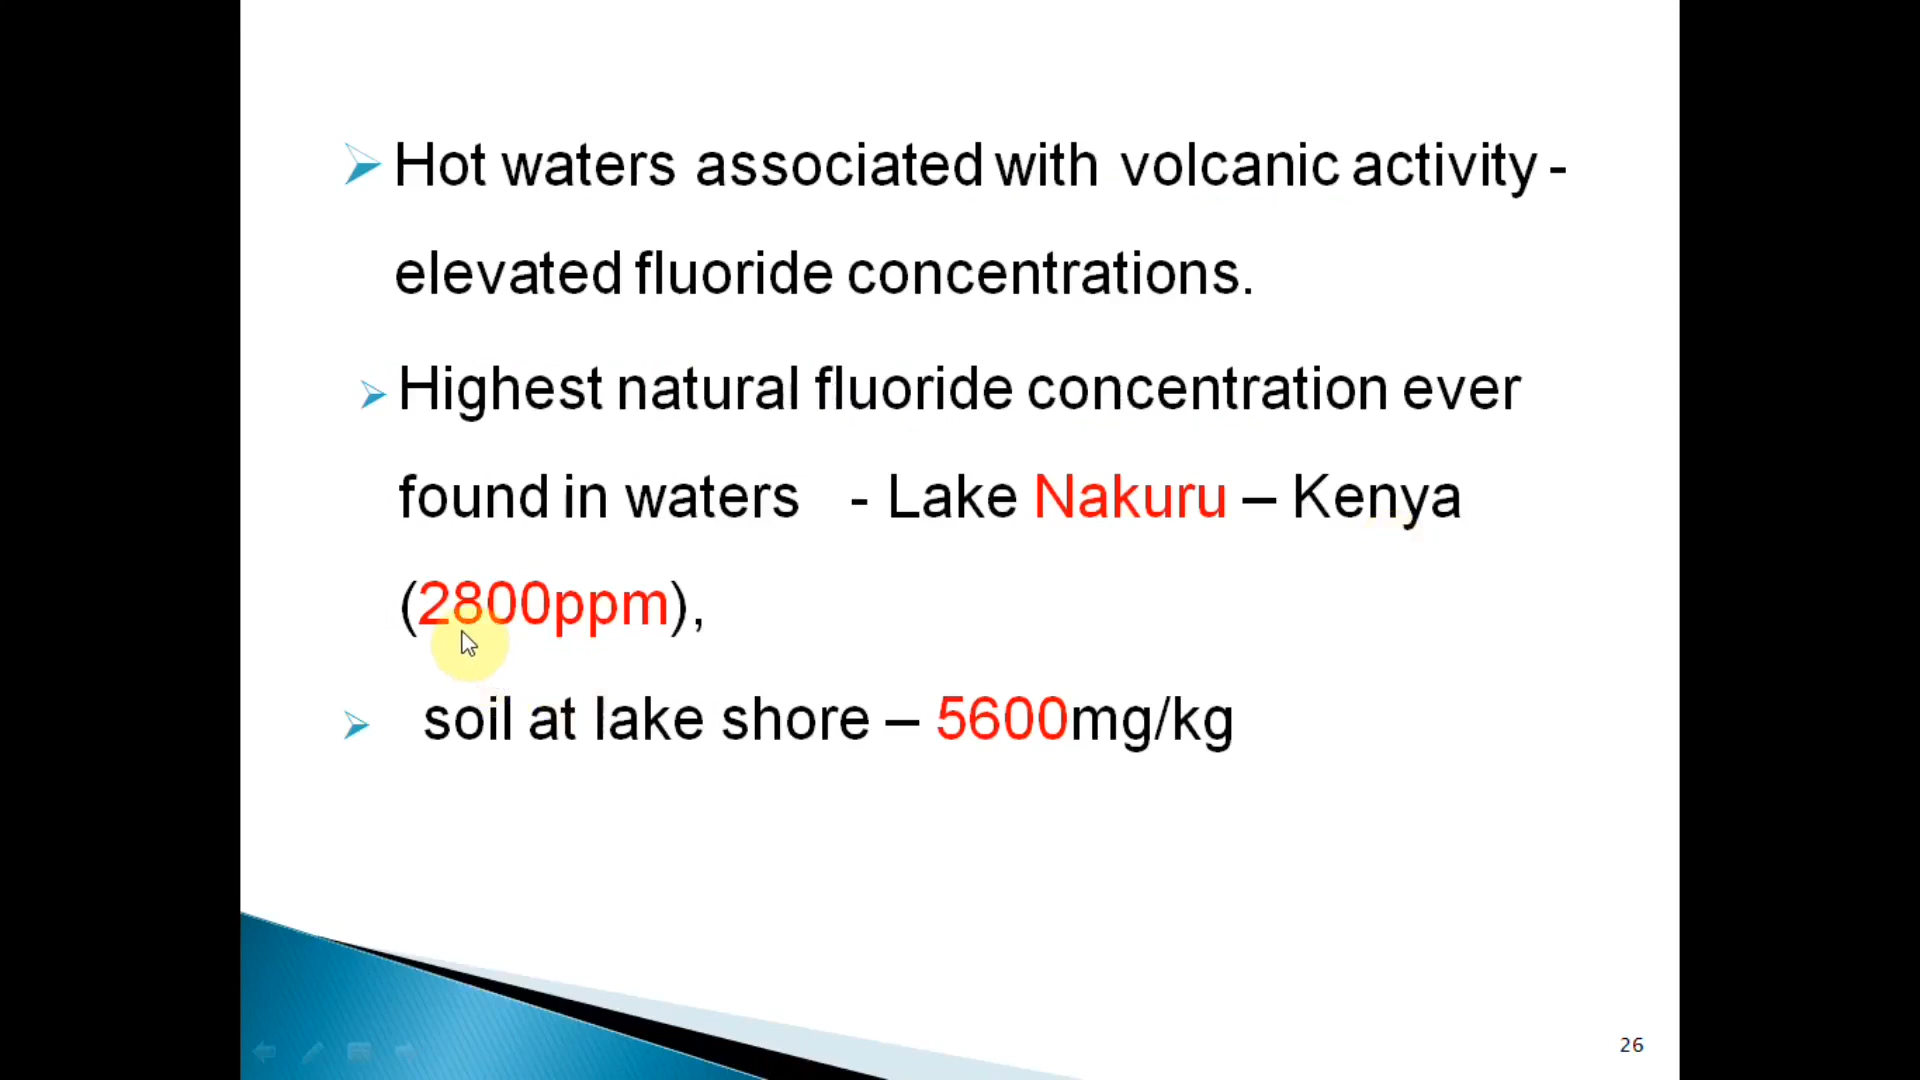 Hot waters associated with volcanic activity -
elevated fluoride concentrations.
Highest natural fluoride concentration ever
found in waters - Lake Nakuru – Kenya
(2800ppm),
soil at lake shore – 5600mg/kg
26